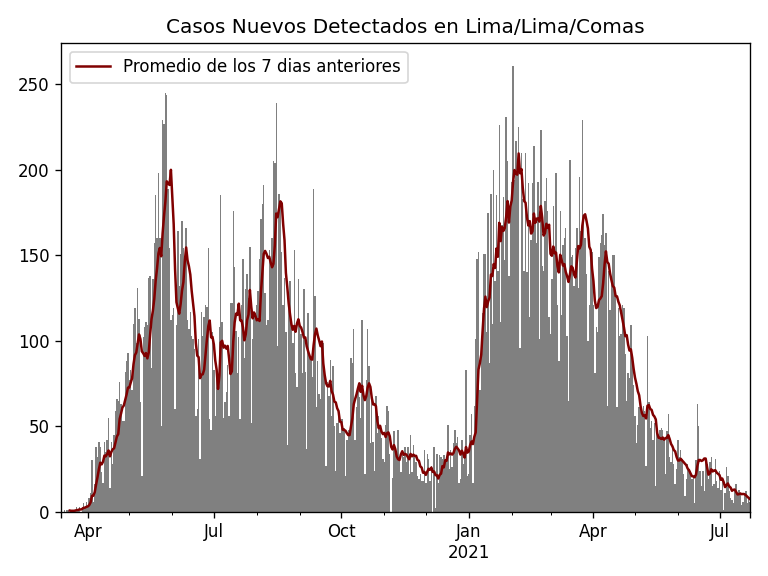 Casos Nuevos Detectados en Lima/Lima/Comas
Promedio de los 7 dias anteriores
250
200
150
100
50
0
Apr Jul Oct Jan Apr Jul
2021